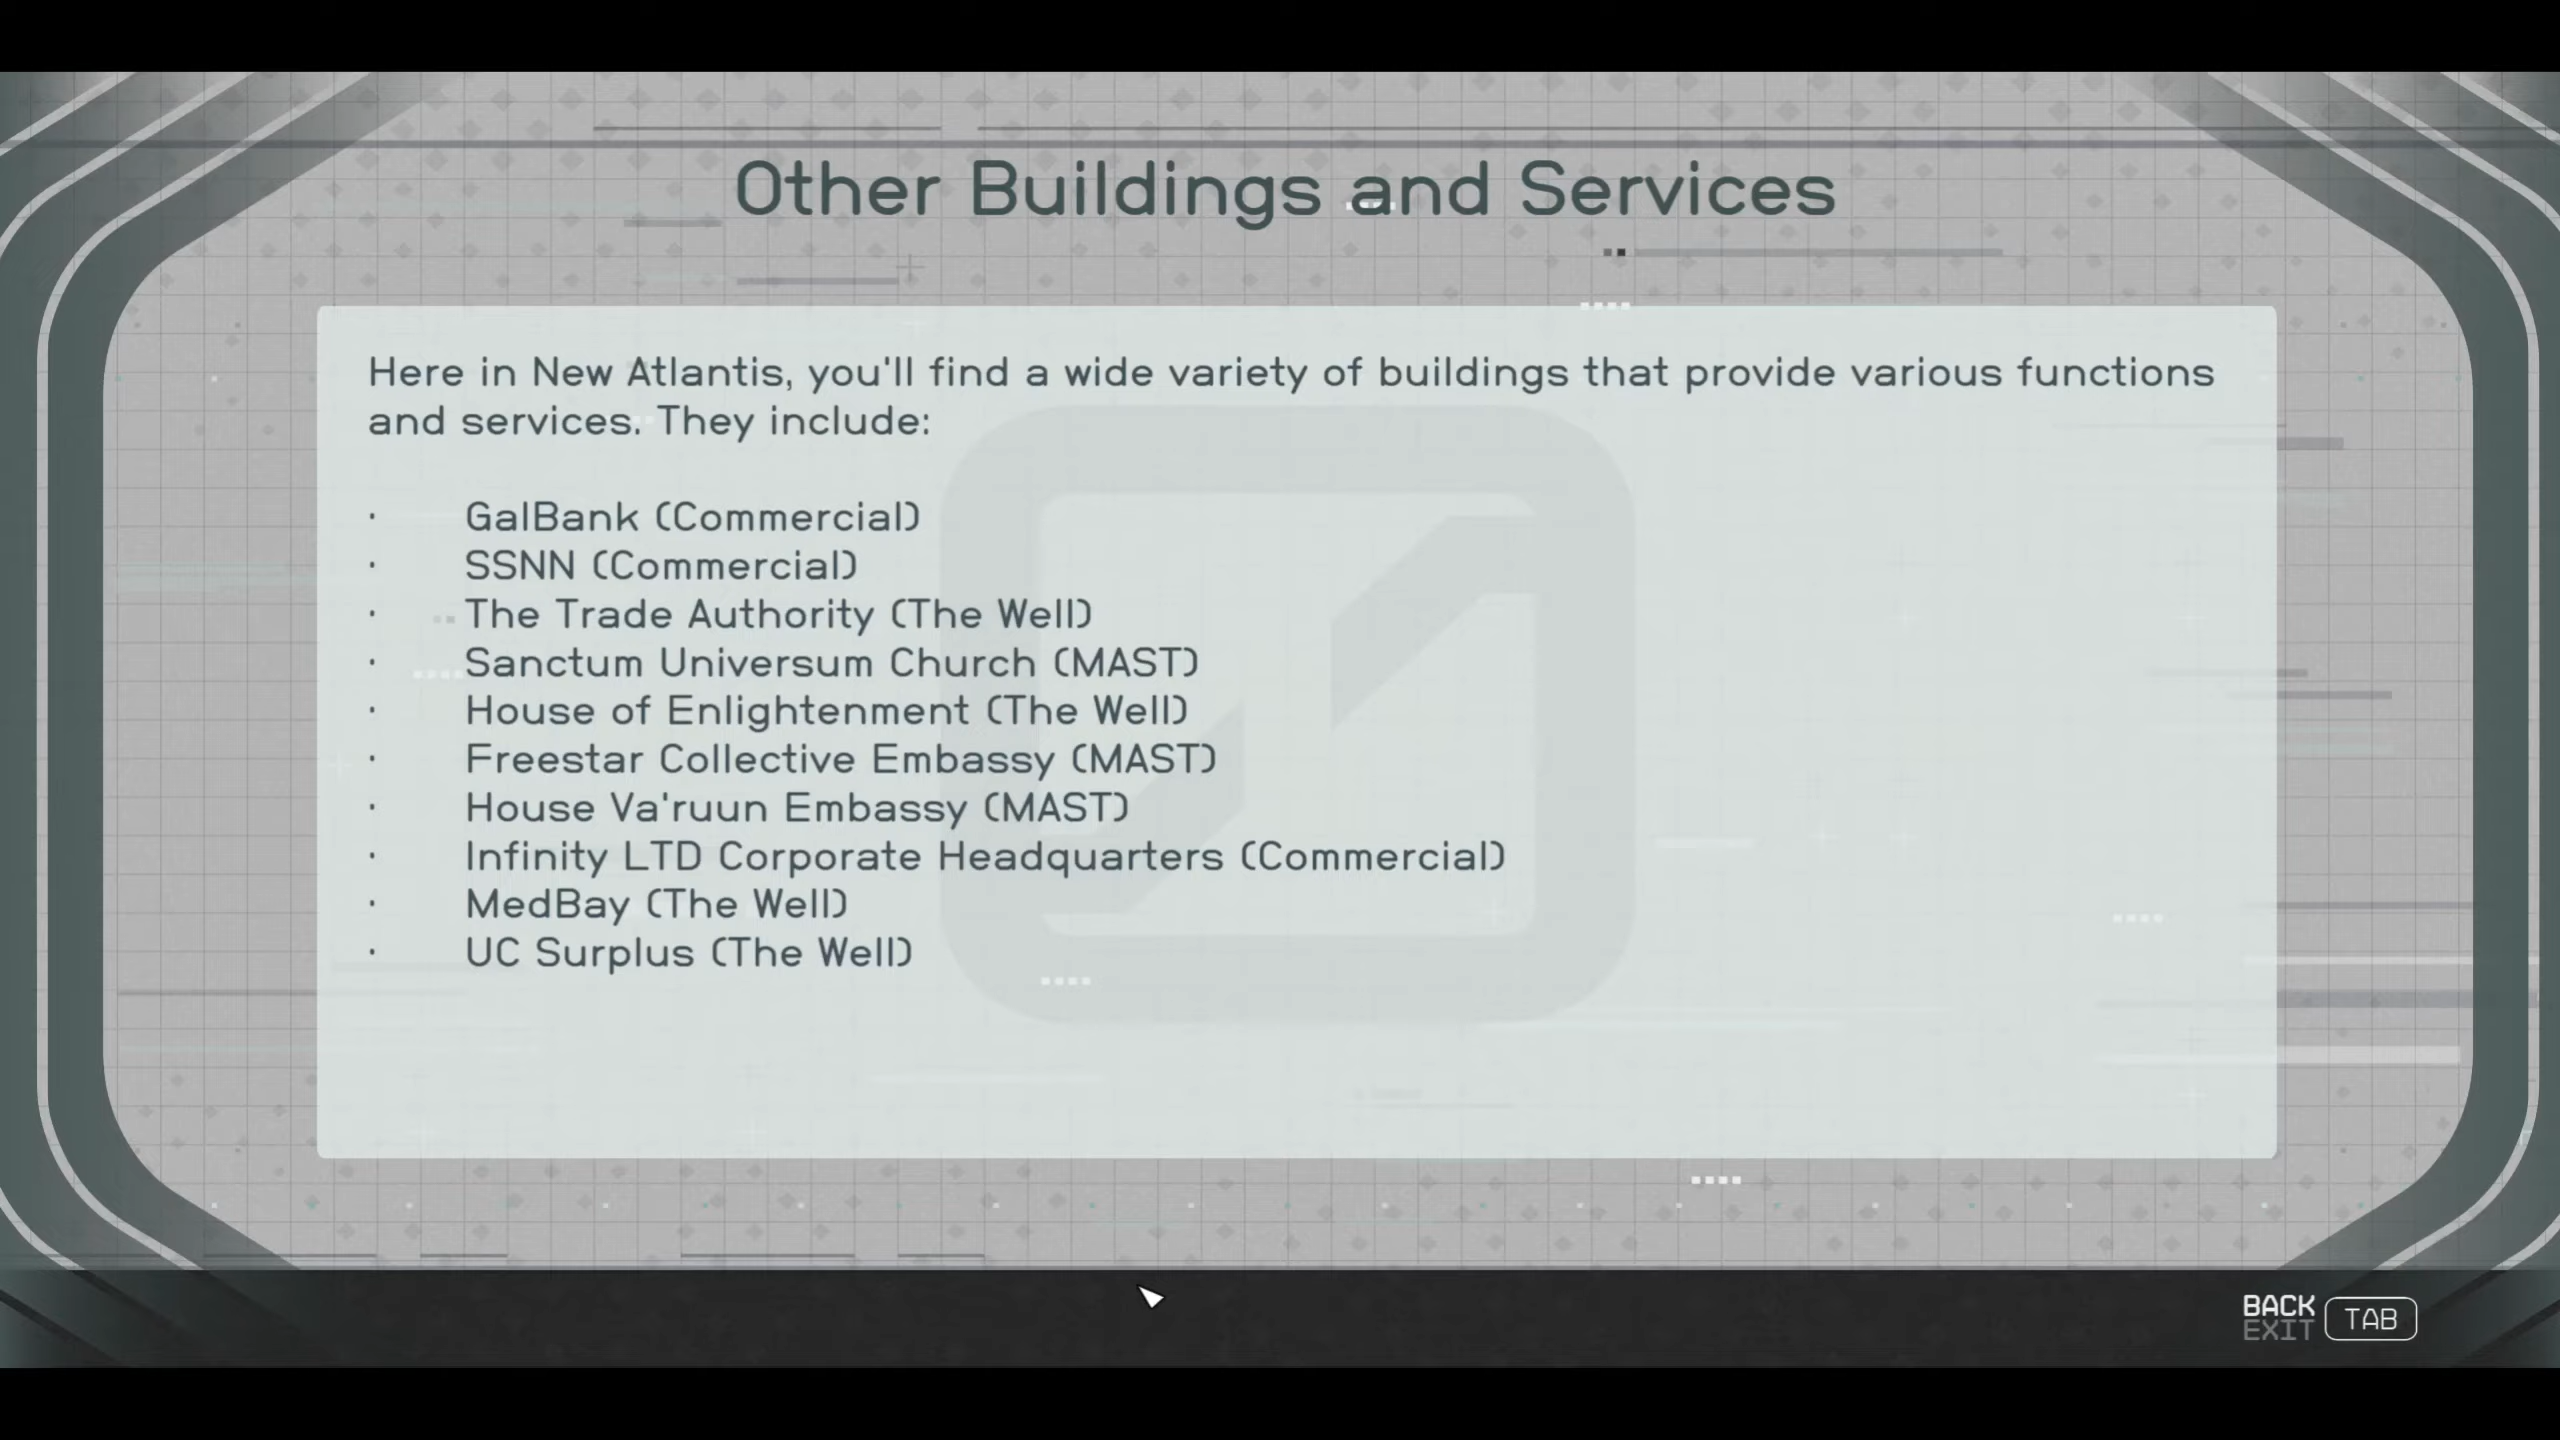 Other Buildings and Services
Here in New Atlantis, you'll find a wide variety of buildings that provide various functions
and services. They include:
· GalBank (Commercial)
· SSNN (Commercial)
· The Trade Authority (The Well)
· Sanctum Universum Church (MAST)
· House of Enlightenment (The Well)
· Freestar Collective Embassy (MAST)
· House Va'ruun Embassy (MAST)
· Infinity LTD Corporate Headquarters (Commercial)
· MedBay (The Well)
· UC Surplus (The Well)
BACK
EXIT
TAB